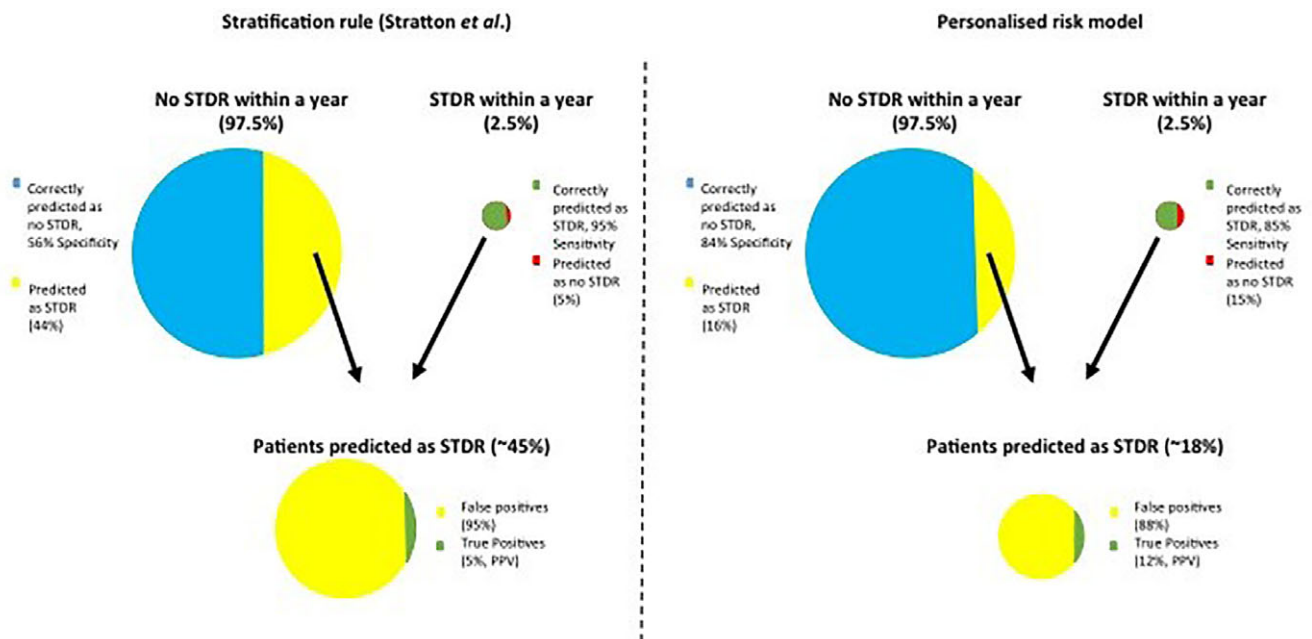 Stratification rule (Stratton et al.)
No STDR within a year
(97.5%)
STDR within a year
(2.5%)
Correctly
predicted as
no STDR,
56% Specificity
Predicted
as STDR
(44%)
Correctly
predicted as
STDR, 95%
Sensitivity
Predicted
as no STDR
(5%)
Patients predicted as STDR (~45%)
False positives
(95%)
True Positives
(5%, PPV)
Personalised risk model
No STDR within a year
(97.5%)
STDR within a year
(2.5%)
Correctly
predicted as
no STDR,
84% Specificity
Predicted
as STDR
(16%)
Correctly
predicted as
STDR, 85%
Sensitivity
Predicted
as no STDR
(15%)
Patients predicted as STDR (~18%)
False positives
(88%)
True Positives
(12%, PPV)